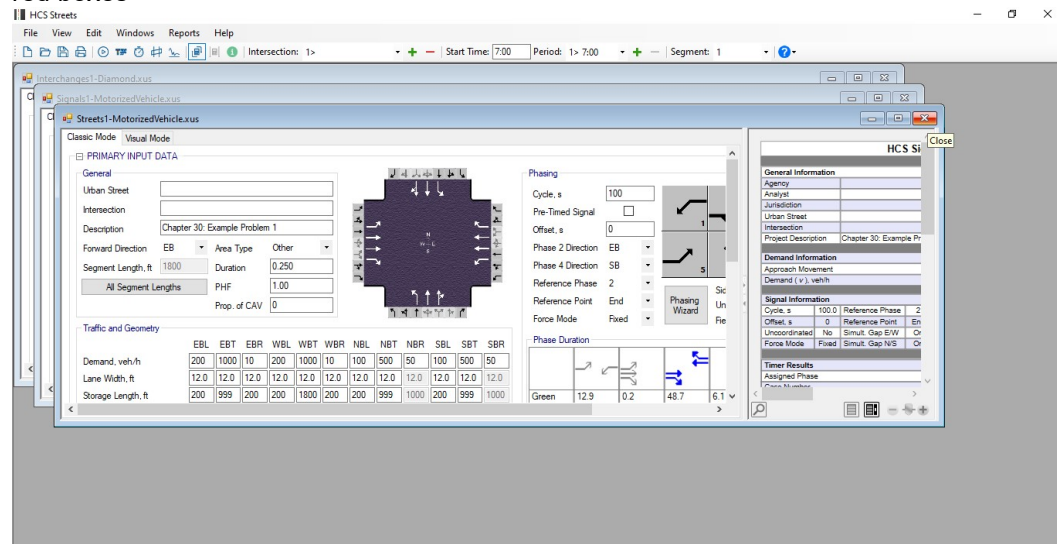 HCS Streets
File View Edit Windows Reports Help
Intersection: 1> Start Time: 7:00 Period: 1> 7:00 Segment: 1
Interchanges1-Diamond.xus
Signals1-MotorizedVehicle.xus
Streets1-MotorizedVehicle.xus
Close
Classic Mode Visual Mode
PRIMARY INPUT DATA
General
Urban Street
Intersection
Description Chapter 30: Example Problem 1
Forward Direction EB Area Type Other
Segment Length, ft 1800 Duration 0.250
All Segment Lengths PHF 1.00
Prop. of CAV 0
Phasing
Cycle, s 100
Pre-Timed Signal
Offset, s 0
Phase 2 Direction EB
Phase 4 Direction SB
Reference Phase 2
Reference Point End
Force Mode Fixed
Phasing Wizard
1
5
Traffic and Geometry
EBL EBT EBR WBL WBT WBR NBL NBT NBR SBL SBT SBR
Demand, veh/h 200 1000 10 200 1000 10 100 500 50 100 500 50
Lane Width, ft 12.0 12.0 12.0 12.0 12.0 12.0 12.0 12.0 12.0 12.0 12.0 12.0
Storage Length, ft 200 999 200 200 1800 200 200 999 1000 200 999 1000
Phase Duration
Green 12.9 0.2 48.7 6.1
HCS Si
General Information
Agency
Analyst
Jurisdiction
Urban Street
Intersection
Project Description Chapter 30: Example Pr
Demand Information
Approach Movement
Demand ( v ), veh/h
Signal Information
Cycle, s 100.0 Reference Phase 2
Offset, s 0 Reference Point En
Uncoordinated No Simult. Gap E/W Or
Force Mode Fixed Simult. Gap N/S Or
Timer Results
Assigned Phase